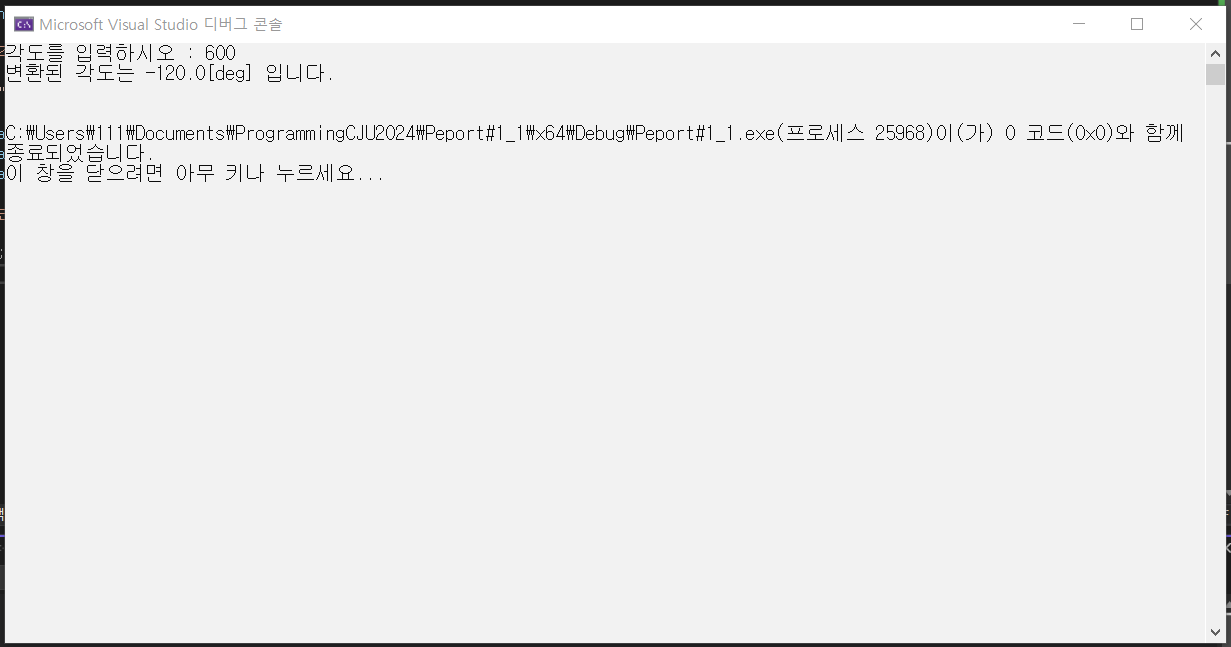 Microsoft Visual Studio 디버그 콘솔
각도를 입력하시오 : 600
변환된 각도는 -120.0[deg] 입니다.
C:₩Users₩111₩Documents₩ProgrammingCJU2024₩Peport#1_1₩x64₩Debug₩Peport#1_1.exe(프로세스 25968)이(가) 0 코드(0x0)와 함께
종료되었습니다.
이 창을 닫으려면 아무 키나 누르세요...